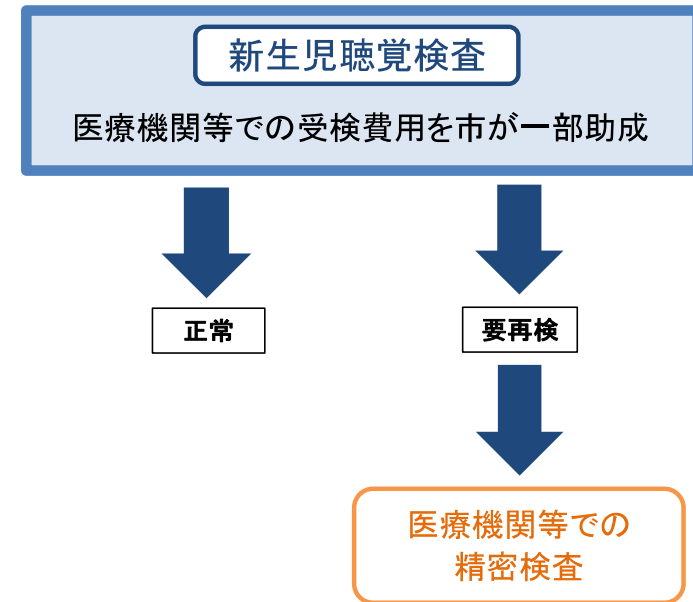 新生児聴覚検査
医療機関等での受検費用を市が一部助成
正常
要再検
医療機関等での
精密検査